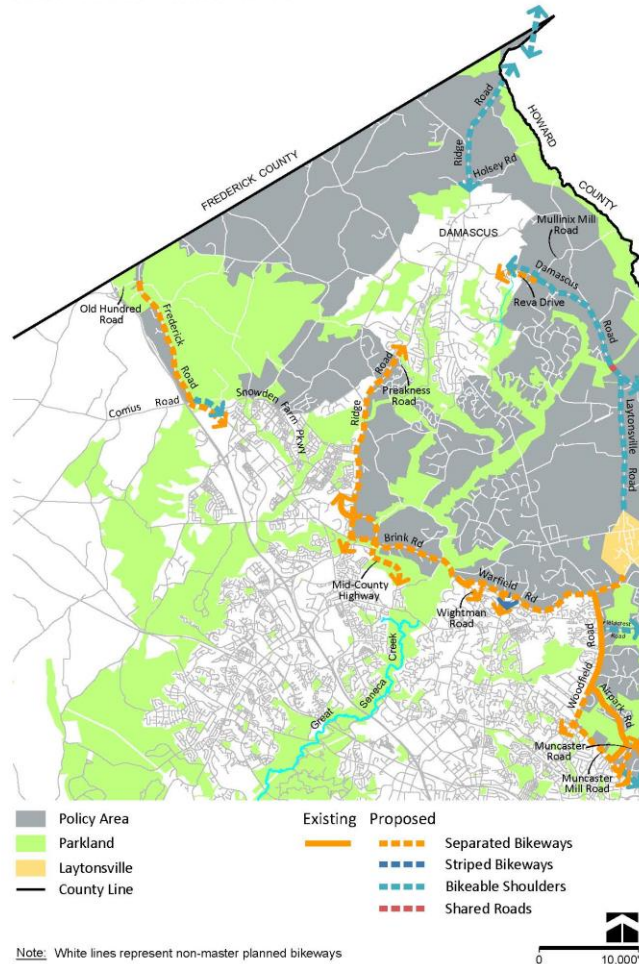 HOWARD
COUNTY
Road
Ridge
Holsey Rd
FREDERICK COUNTY
Mullinix Mill
Road
DAMASCUS
Damascus
Road
Reva Drive
Old Hundred
Road
Frederick
Road
Comus Road
Snowden Farm Pkwy
Ridge
Road
Preakness
Road
Laytonsville
Road
Brink Rd
Mid-County
Highway
Warfield Rd
Wightman
Road
Great Seneca Creek
Road
Woodfield
Airpark Rd
Muncaster
Road
Muncaster
Mill Road
Policy Area
Parkland
Laytonsville
County Line
Existing Proposed
Separated Bikeways
Striped Bikeways
Bikeable Shoulders
Shared Roads
Note: White lines represent non-master planned bikeways
0 10,000'